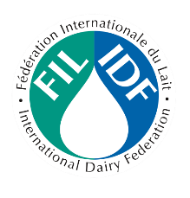 Fédération Internationale du Lait
FIL IDF
International Dairy Federation